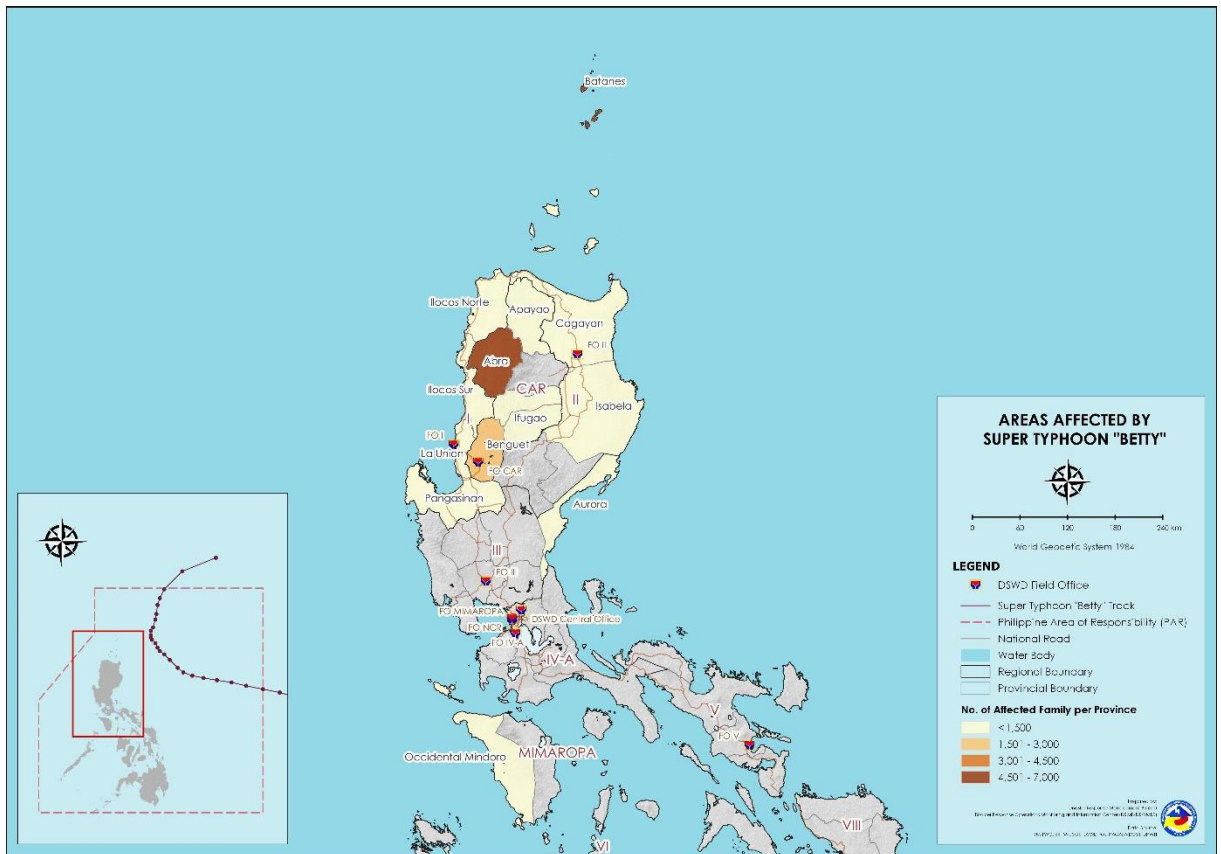 Batanes
Ilocos Norte
Apayao
Cagayan
FO II
Abra
Ilocos Sur
CAR
II
Isabela
I
Ifugao
FO I
Benguet
La Union
FO CAR
Pangasinan
Aurora
III
FO III
FO MIMAROPA
DSWD Central Office
FO NCR
FO IV-A
IV-A
V
FO V
Occidental Mindoro
MIMAROPA
VIII
VI
AREAS AFFECTED BY
SUPER TYPHOON "BETTY"
0 60 120 180 240 km
World Geodetic System 1984
LEGEND
DSWD Field Office
Super Typhoon "Betty" Track
Philippine Area of Responsibility (PAR)
National Road
Water Body
Regional Boundary
Provincial Boundary
No. of Affected Family per Province
<1,500
1,501 - 3,000
3,001 - 4,500
4,501 - 7,000